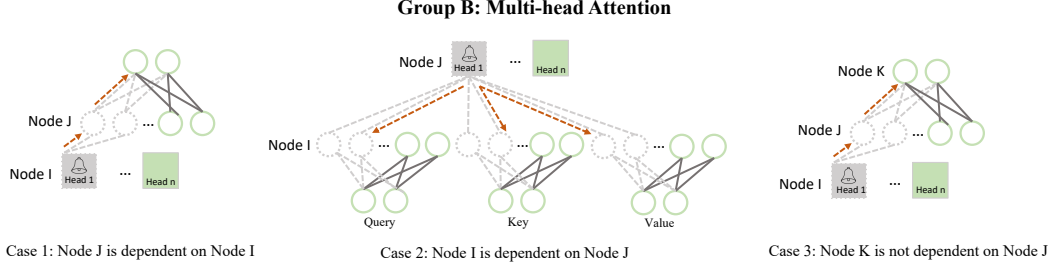 Group B: Multi-head Attention
Node J
Head 1
...
Head n
Node K
Node J
...
Node I
Head 1
...
Head n
Node I
...
...
...
Query
Key
Value
Node J
...
Node I
Head 1
...
Head n
Case 1: Node J is dependent on Node I
Case 2: Node I is dependent on Node J
Case 3: Node K is not dependent on Node J